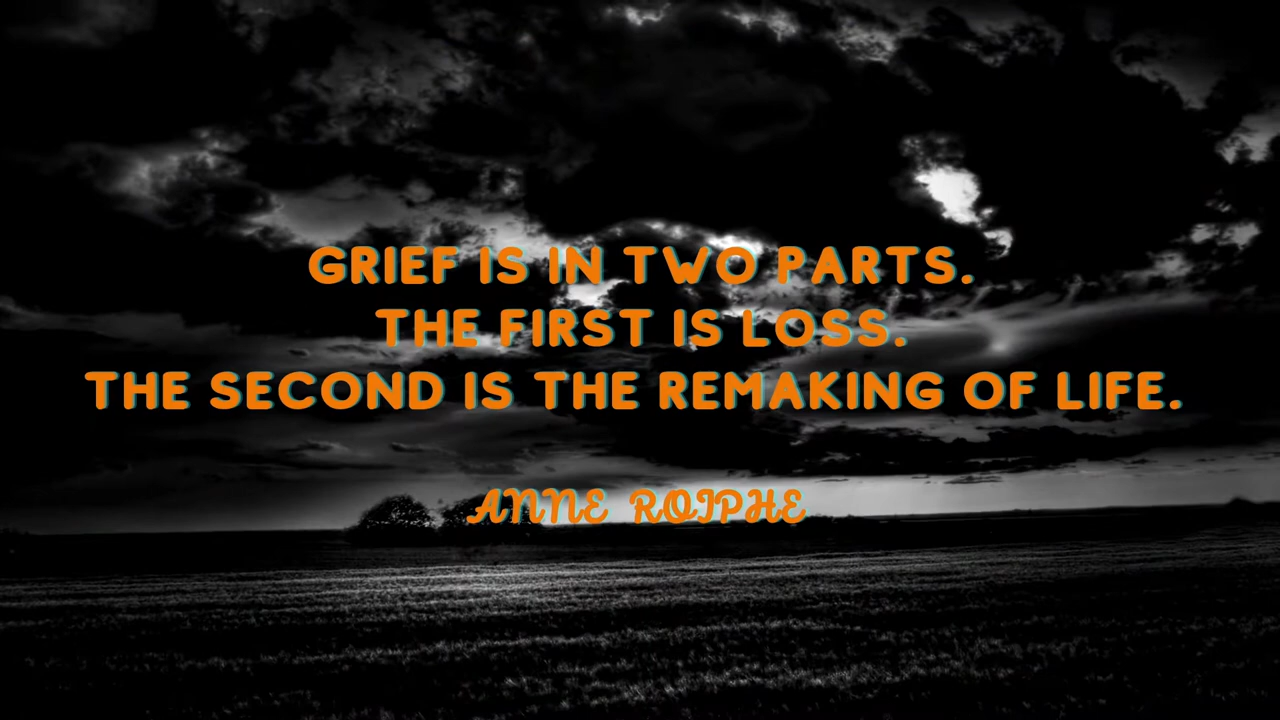 GRIEF IS IN TWO PARTS.
THE FIRST IS LOSS.
THE SECOND IS THE REMAKING OF LIFE.
ANNE ROIPHE